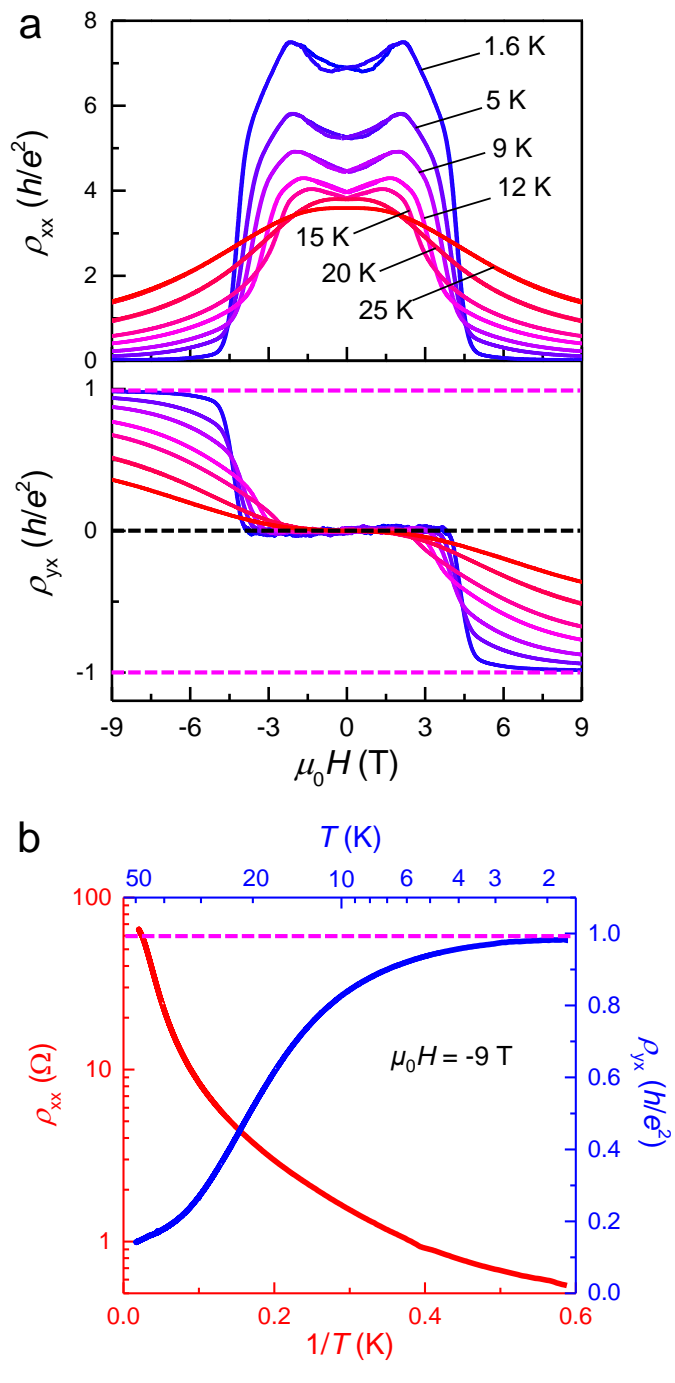 a
8
6
4
2
0
ρxx (h/e²)
1.6 K
5 K
9 K
12 K
15 K
20 K
25 K
1
0
-1
ρyx (h/e²)
-9 -6 -3 0 3 6 9
μ₀H (T)
b
T (K)
50 20 10 6 4 3 2
100
10
1
ρxx (Ω)
μ₀H = -9 T
1.0
0.8
0.6
0.4
0.2
0.0
ρyx (h/e²)
0.0 0.2 0.4 0.6
1/T (K)